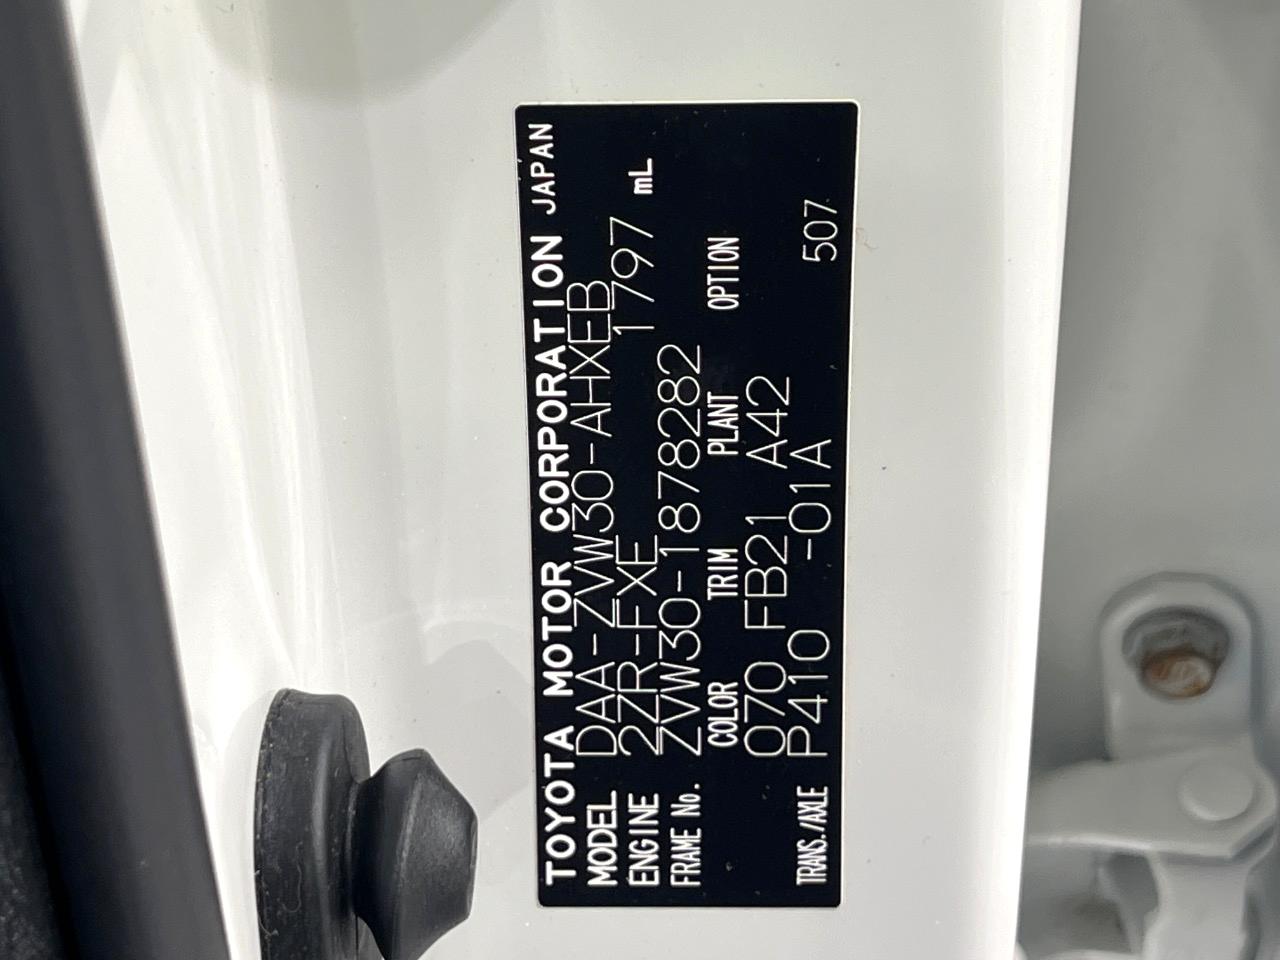 TOYOTA MOTOR CORPORATION JAPAN
MODEL DAA-ZVW30-AHXEB
ENGINE 2ZR-FXE 1797 mL
FRAME No. ZVW30-1878282
COLOR TRIM PLANT OPTION
070 FB21 A42
TRANS./AXLE P410 -01A 507